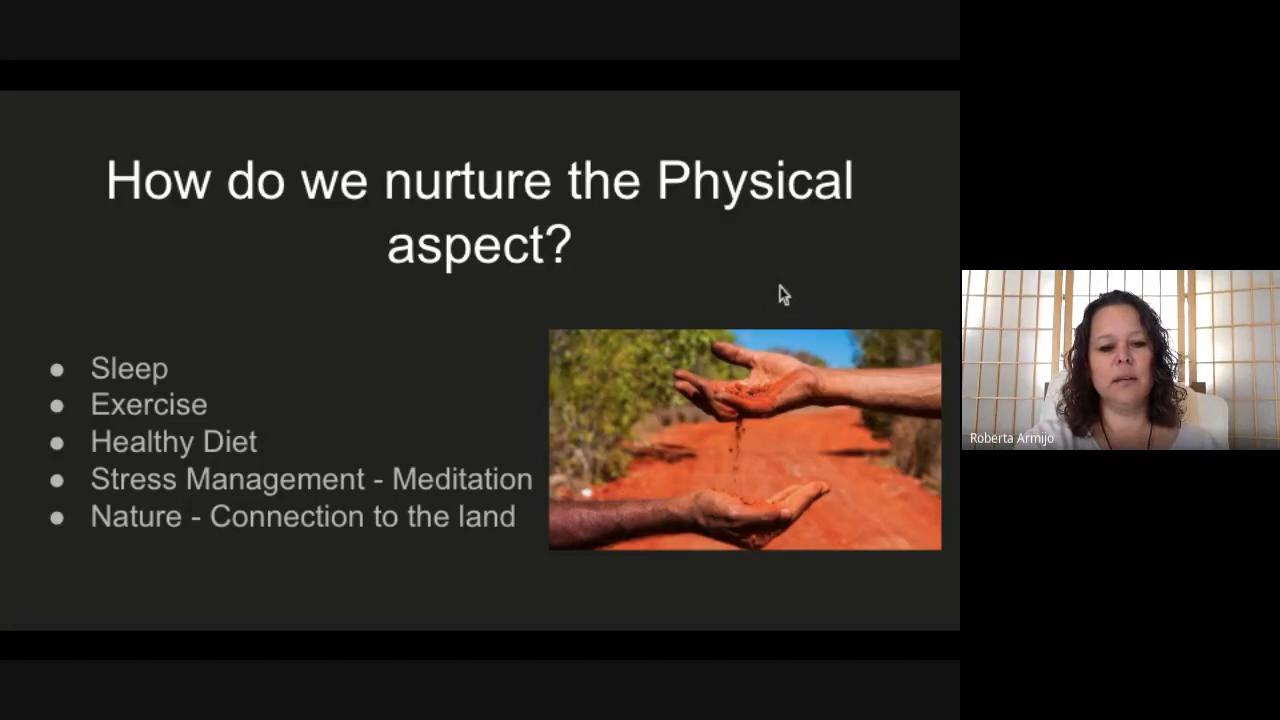 How do we nurture the Physical
aspect?
● Sleep
● Exercise
● Healthy Diet
● Stress Management - Meditation
● Nature - Connection to the land
Roberta Armijo